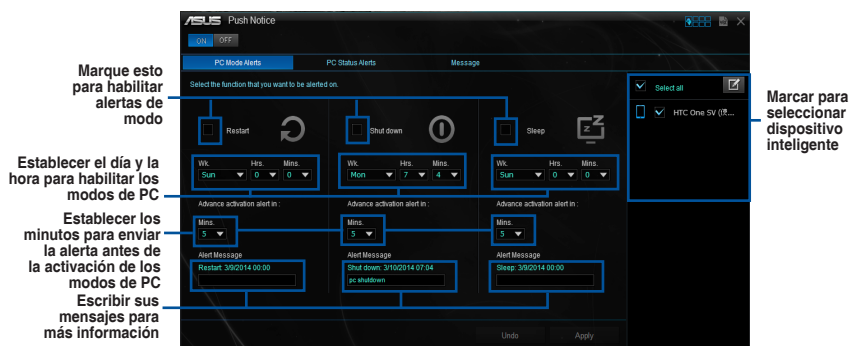 ASUS Push Notice
ON OFF
PC Mode Alerts PC Status Alerts Message
Select the function that you want to be alerted on.
Select all
HTC One SV
Restart Shut down Sleep
Wk. Hrs. Mins. Wk. Hrs. Mins. Wk. Hrs. Mins.
Sun 0 0 Mon 7 4 Sun 0 0
Advance activation alert in : Advance activation alert in : Advance activation alert in :
Mins. Mins. Mins.
5 5 5
Alert Message Alert Message Alert Message
Restart: 3/9/2014 00:00 Shut down: 3/10/2014 07:04 Sleep: 3/9/2014 00:00
pc shutdown
Undo Apply
Marque esto
para habilitar
alertas de
modo
Establecer el día y la
hora para habilitar los
modos de PC
Establecer los
minutos para enviar
la alerta antes de
la activación de los
modos de PC
Escribir sus
mensajes para
más información
Marcar para
seleccionar
dispositivo
inteligente